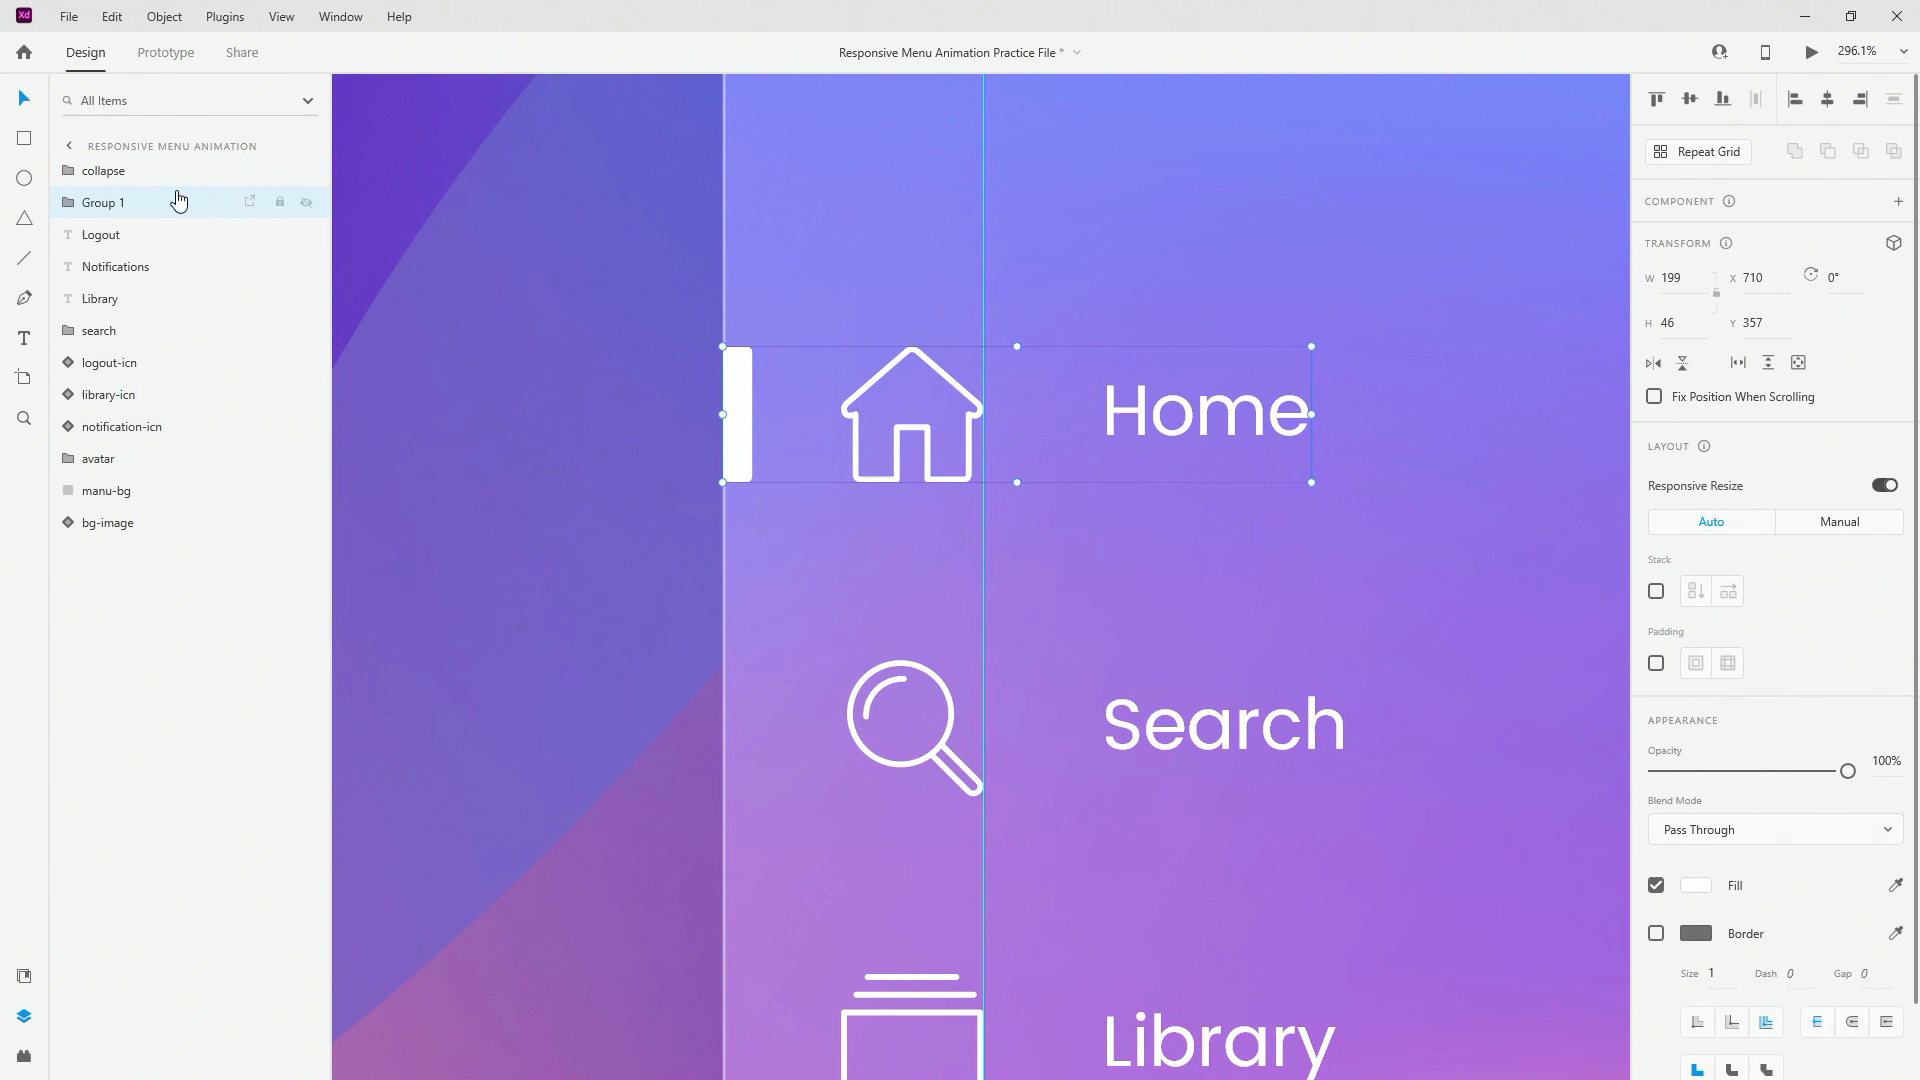 Xd File Edit Object Plugins View Window Help
Design Prototype Share
Responsive Menu Animation Practice File *
296.1%
All Items
RESPONSIVE MENU ANIMATION
collapse
Group 1
T Logout
T Notifications
T Library
search
logout-icn
library-icn
notification-icn
avatar
manu-bg
bg-image
Home
Search
Library
Repeat Grid
COMPONENT
TRANSFORM
W 199 X 710 0°
H 46 Y 357
Fix Position When Scrolling
LAYOUT
Responsive Resize
Auto Manual
Stack
Padding
APPEARANCE
Opacity
100%
Blend Mode
Pass Through
Fill
Border
Size 1 Dash 0 Gap 0